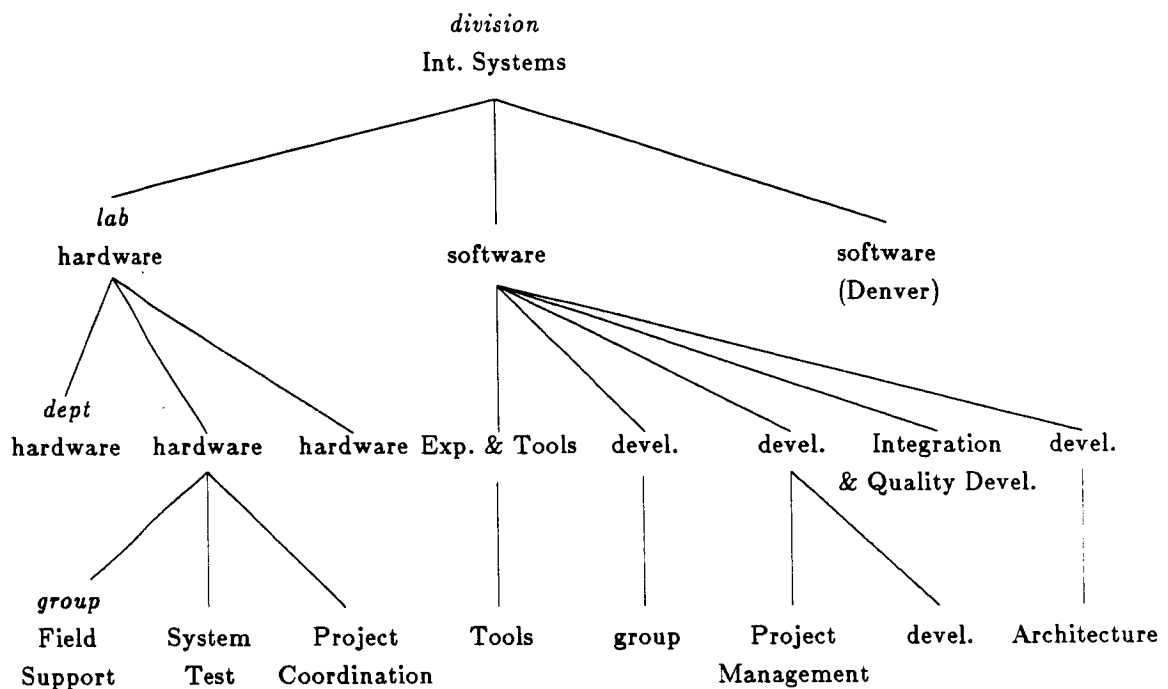 division
Int. Systems
lab
hardware
software
software
(Denver)
dept
hardware hardware hardware Exp. & Tools devel. devel. Integration devel.
& Quality Devel.
group
Field System Project Tools group Project devel. Architecture
Support Test Coordination Management